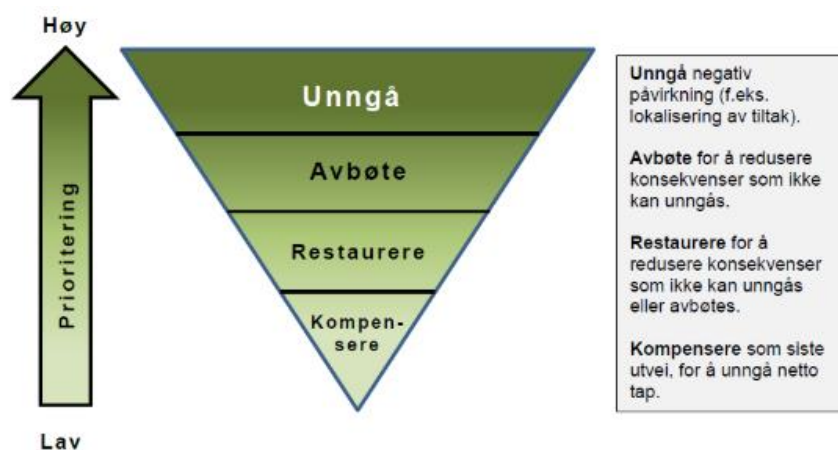 Høy
Prioritering
Lav
Unngå
Avbøte
Restaurere
Kompen-
sere
Unngå negativ
påvirkning (f.eks.
lokalisering av tiltak).
Avbøte for å redusere
konsekvenser som ikke
kan unngås.
Restaurere for å
redusere konsekvenser
som ikke kan unngås
eller avbøtes.
Kompensere som siste
utvei, for å unngå netto
tap.